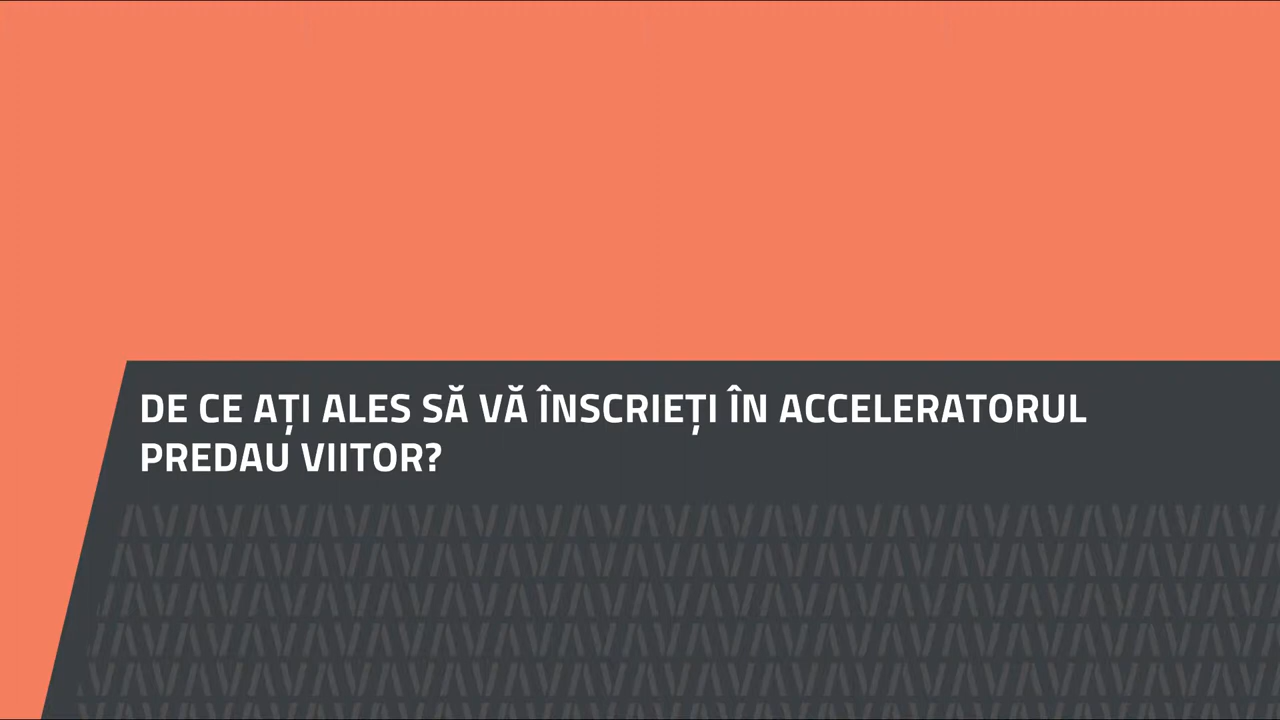 DE CE AȚI ALES SĂ VĂ ÎNSCRIEȚI ÎN ACCELERATORUL
PREDAU VIITOR?